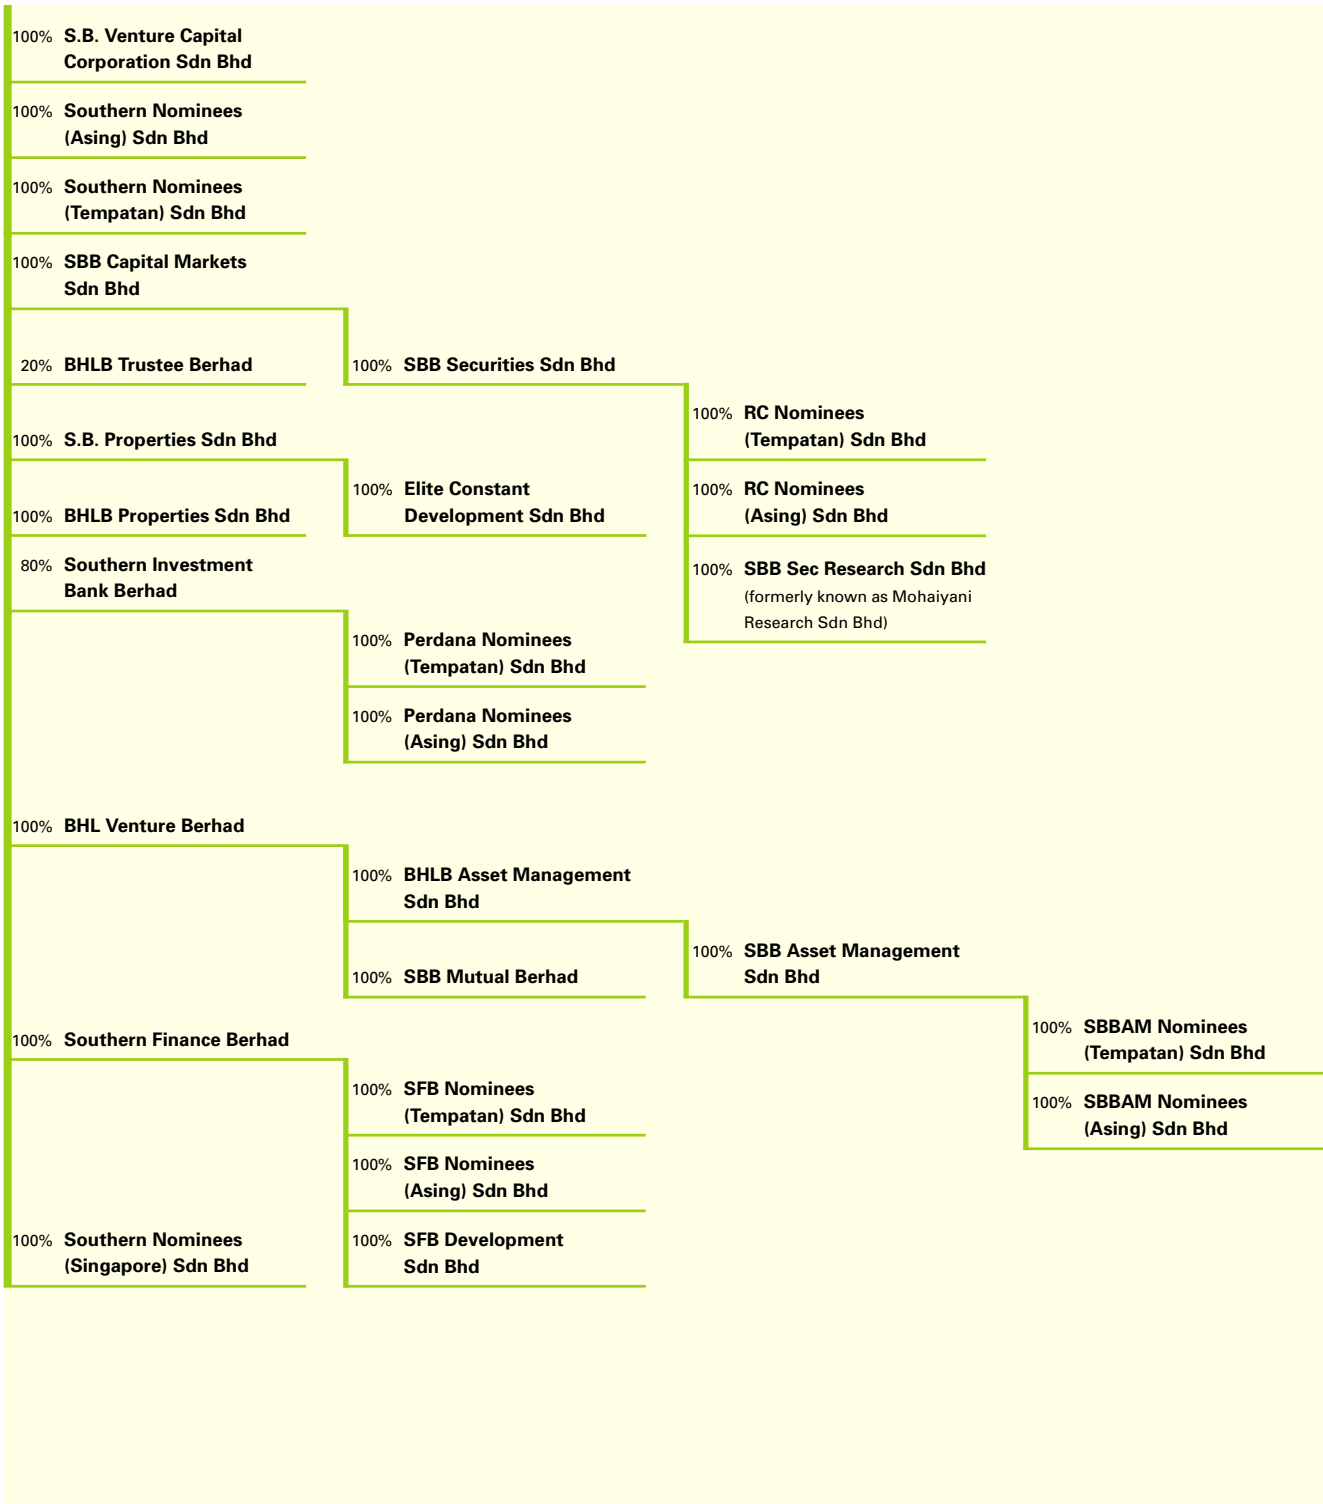 100% S.B. Venture Capital
Corporation Sdn Bhd
100% Southern Nominees
(Asing) Sdn Bhd
100% Southern Nominees
(Tempatan) Sdn Bhd
100% SBB Capital Markets
Sdn Bhd
20% BHLB Trustee Berhad
100% SBB Securities Sdn Bhd
100% RC Nominees
(Tempatan) Sdn Bhd
100% RC Nominees
(Asing) Sdn Bhd
100% SBB Sec Research Sdn Bhd
(formerly known as Mohaiyani
Research Sdn Bhd)
100% S.B. Properties Sdn Bhd
100% Elite Constant
Development Sdn Bhd
100% BHLB Properties Sdn Bhd
80% Southern Investment
Bank Berhad
100% Perdana Nominees
(Tempatan) Sdn Bhd
100% Perdana Nominees
(Asing) Sdn Bhd
100% BHL Venture Berhad
100% BHLB Asset Management
Sdn Bhd
100% SBB Mutual Berhad
100% SBB Asset Management
Sdn Bhd
100% SBBAM Nominees
(Tempatan) Sdn Bhd
100% SBBAM Nominees
(Asing) Sdn Bhd
100% Southern Finance Berhad
100% SFB Nominees
(Tempatan) Sdn Bhd
100% SFB Nominees
(Asing) Sdn Bhd
100% SFB Development
Sdn Bhd
100% Southern Nominees
(Singapore) Sdn Bhd